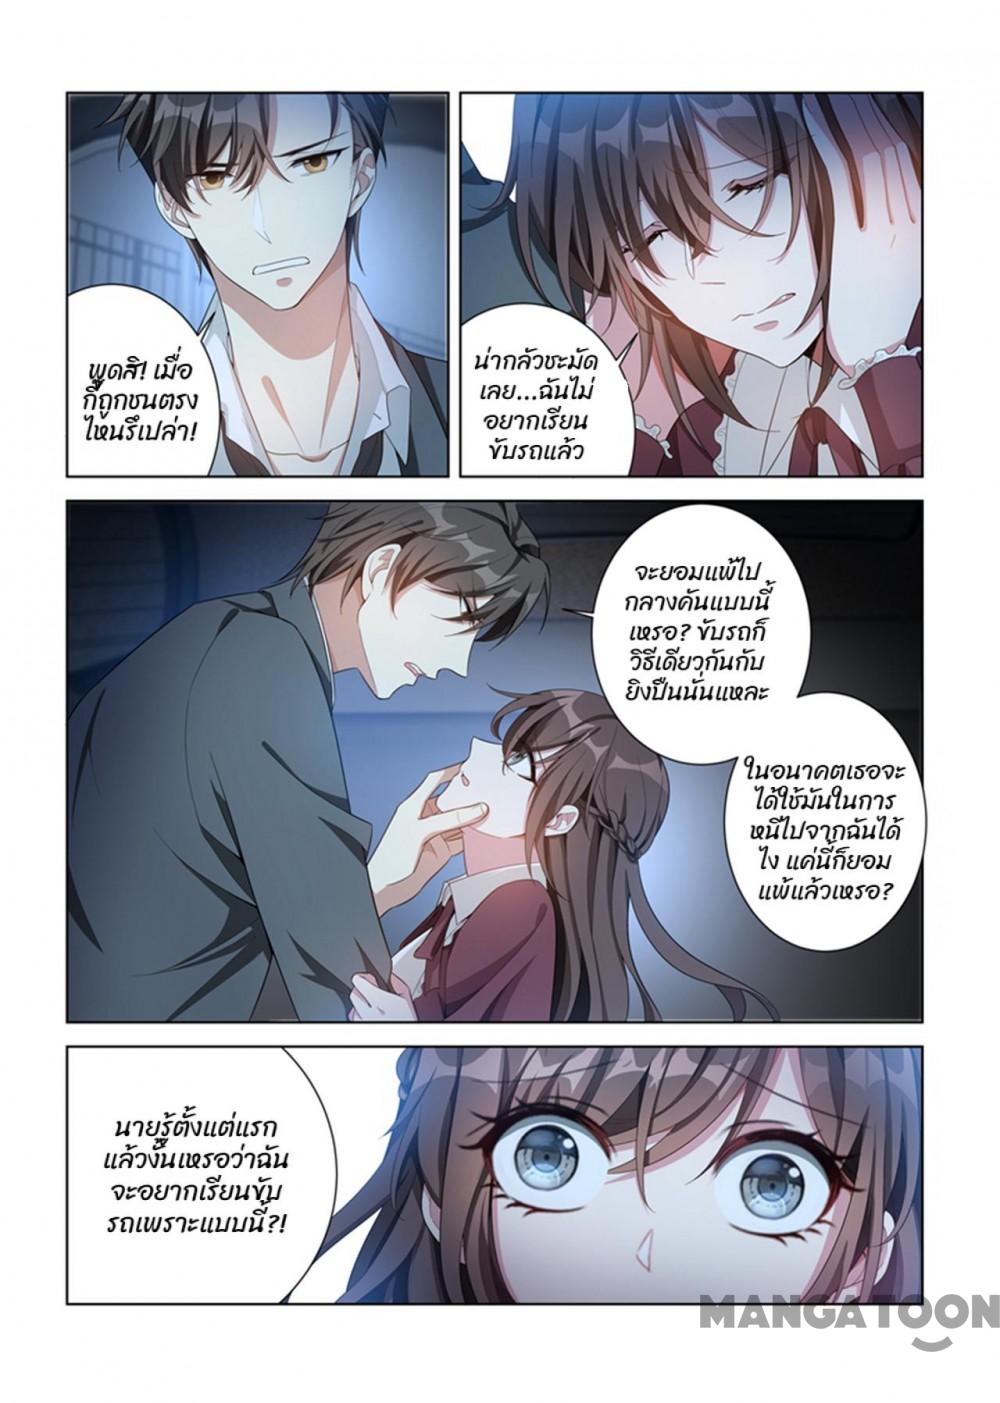 พูดสิ! เมื่อ
กี้ถูกชนตรง
ไหนรึเปล่า!
น่ากลัวชะมัด
เลย...ฉันไม่
อยากเรียน
ขับรถแล้ว
จะยอมแพ้ไป
กลางคันแบบนี้
เหรอ? ขับรถก็
วิธีเดียวกันกับ
ยิงปืนนั่นแหละ
ในอนาคตเธอจะ
ได้ใช้มันในการ
หนีไปจากฉันได้
ไง แค่นี้ก็ยอม
แพ้แล้วเหรอ?
นายรู้ตั้งแต่แรก
แล้วงั้นเหรอว่าฉัน
จะอยากเรียนขับ
รถเพราะแบบนี้?!
MANGATOON